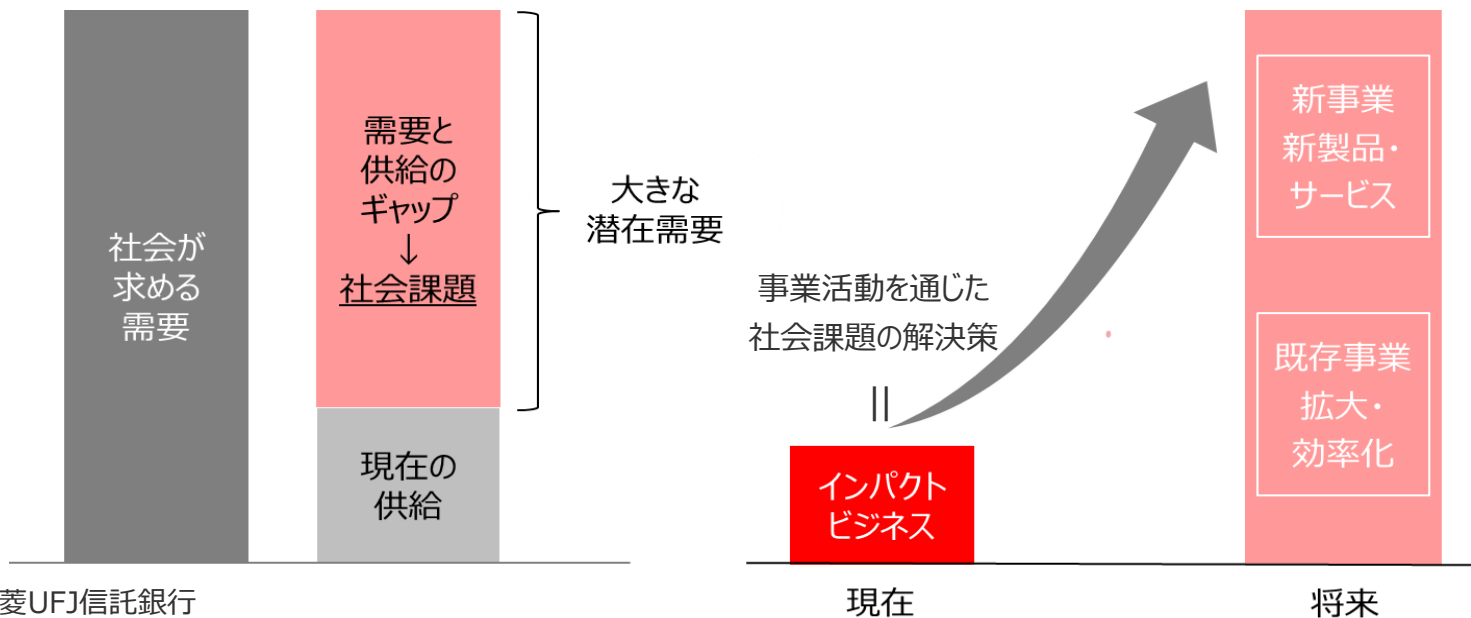 社会が
求める
需要
需要と
供給の
ギャップ
↓
社会課題
現在の
供給
大きな
潜在需要
菱UFJ信託銀行
事業活動を通じた
社会課題の解決策
||
インパクト
ビジネス
現在
新事業
新製品・
サービス
既存事業
拡大・
効率化
将来